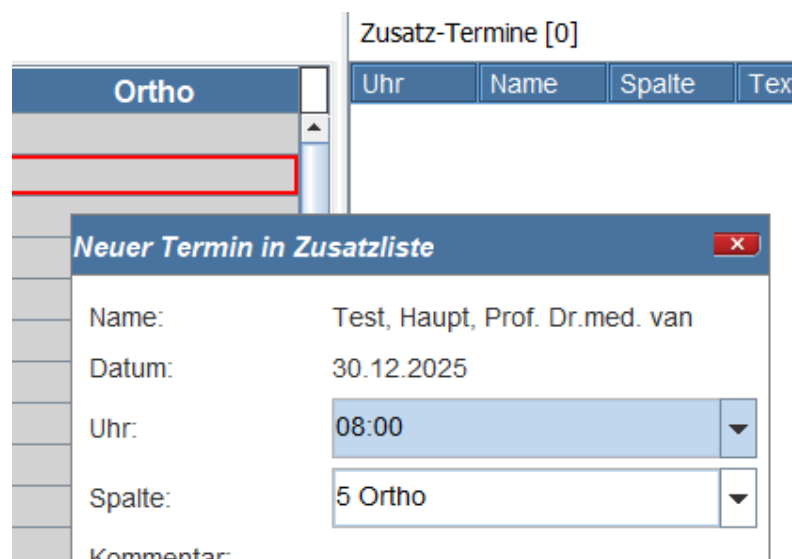 Zusatz-Termine [0]
Ortho
Uhr Name Spalte Tex
Neuer Termin in Zusatzliste
Name: Test, Haupt, Prof. Dr.med. van
Datum: 30.12.2025
Uhr: 08:00
Spalte: 5 Ortho
Kommentar: